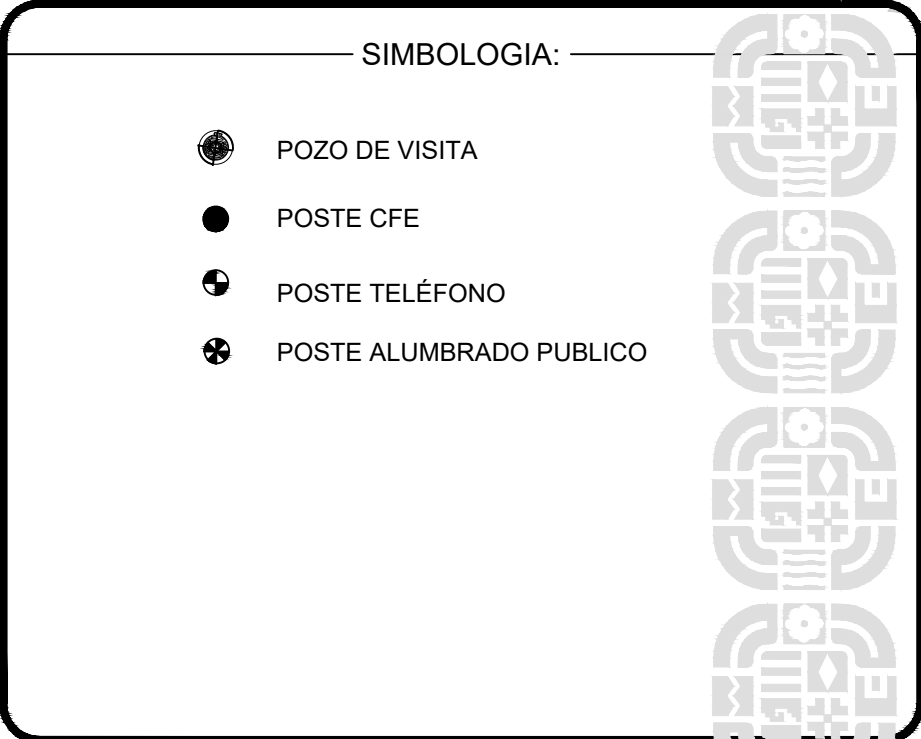 SIMBOLOGIA:
POZO DE VISITA
POSTE CFE
POSTE TELÉFONO
POSTE ALUMBRADO PUBLICO